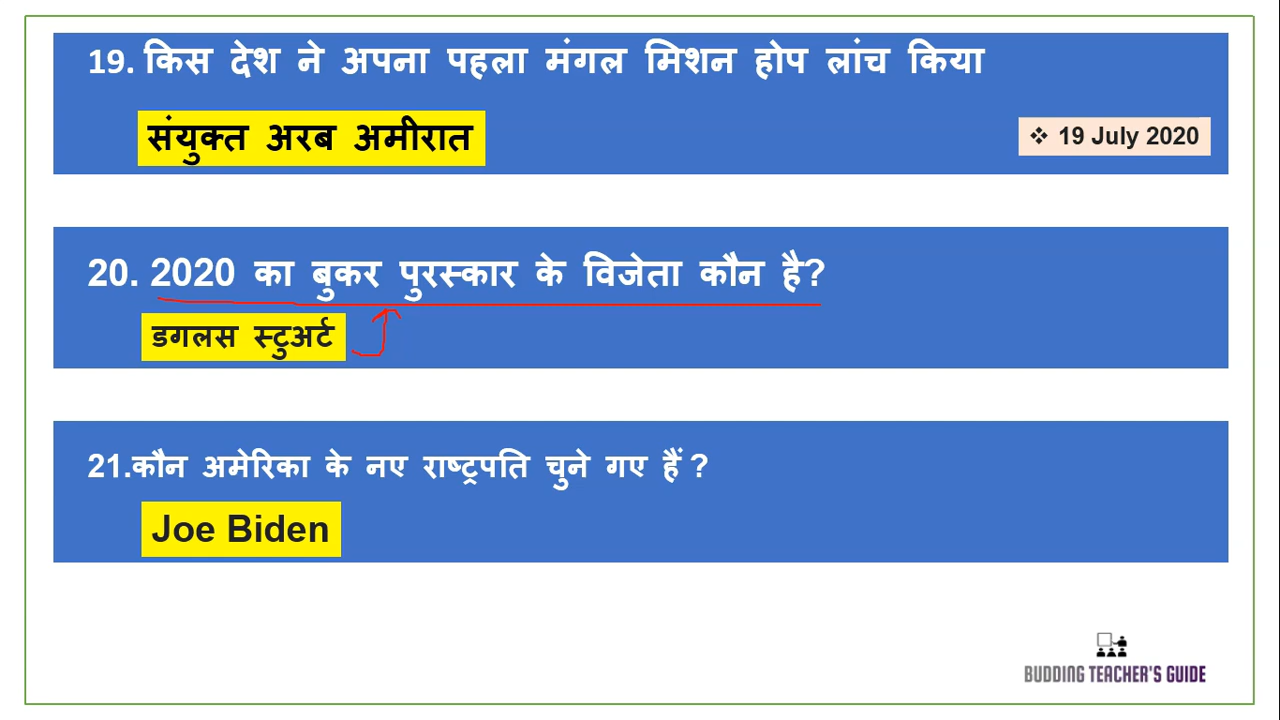 19. किस देश ने अपना पहला मंगल मिशन होप लांच किया
संयुक्त अरब अमीरात
❖ 19 July 2020
20. 2020 का बुकर पुरस्कार के विजेता कौन है?
डगलस स्टुअर्ट
21.कौन अमेरिका के नए राष्ट्रपति चुने गए हैं ?
Joe Biden
BUDDING TEACHER'S GUIDE